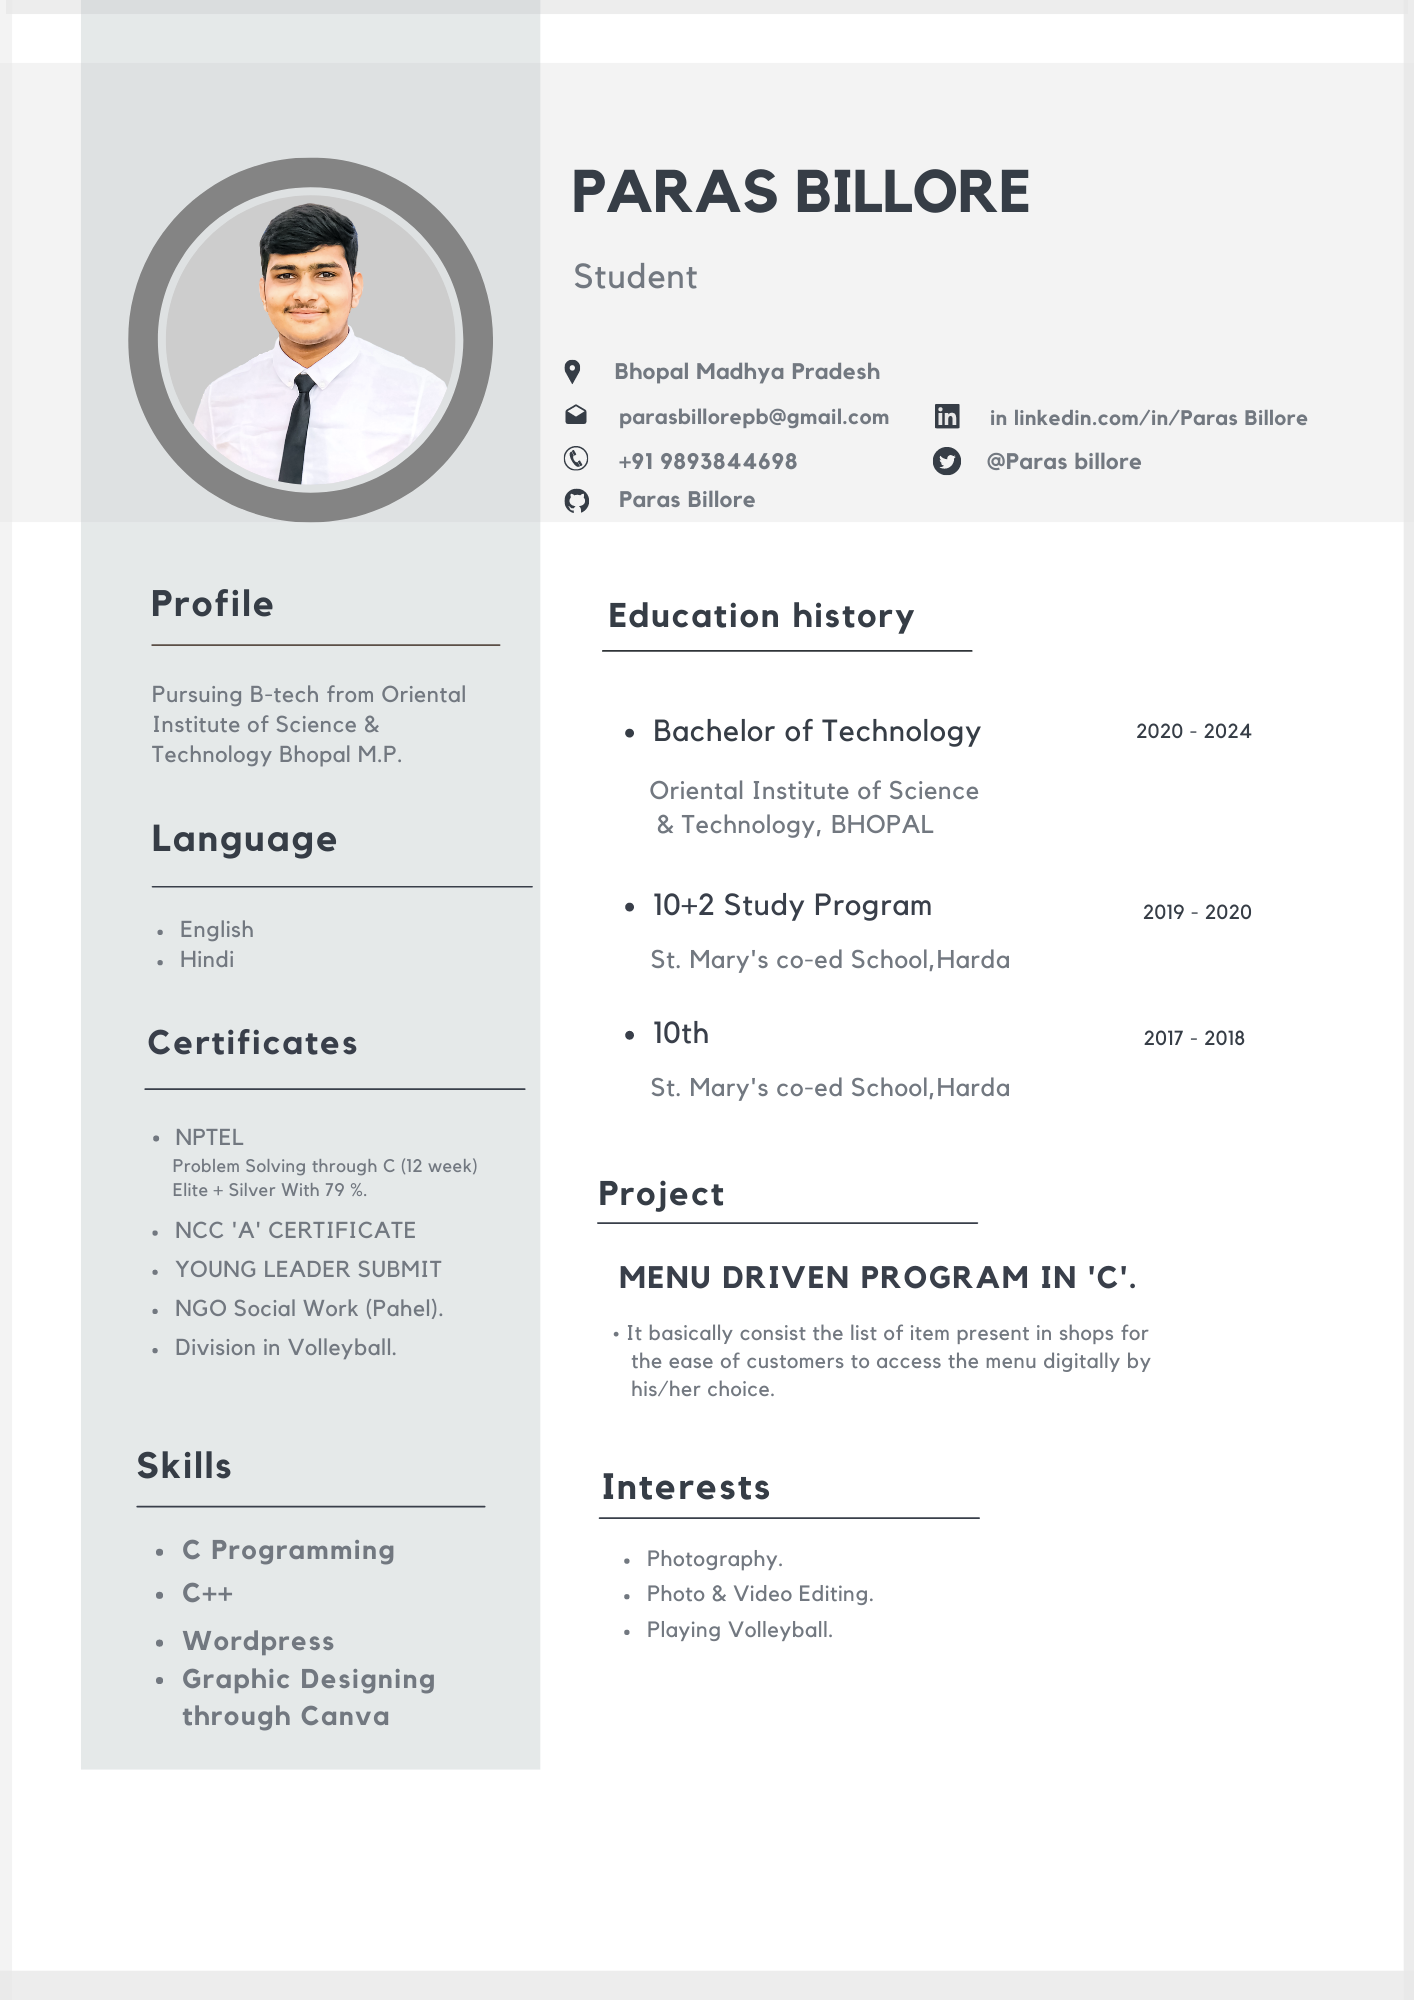 PARAS BILLORE
Student
Bhopal Madhya Pradesh
parasbillorepb@gmail.com
in linkedin.com/in/Paras Billore
+91 9893844698
@Paras billore
Paras Billore
Profile
Pursuing B-tech from Oriental
Institute of Science &
Technology Bhopal M.P.
Language
• English
• Hindi
Certificates
• NPTEL
Problem Solving through C (12 week)
Elite + Silver With 79 %.
• NCC 'A' CERTIFICATE
• YOUNG LEADER SUBMIT
• NGO Social Work (Pahel).
• Division in Volleyball.
Skills
• C Programming
• C++
• Wordpress
• Graphic Designing
through Canva
Education history
• Bachelor of Technology 2020 - 2024
Oriental Institute of Science
& Technology, BHOPAL
• 10+2 Study Program 2019 - 2020
St. Mary's co-ed School,Harda
• 10th 2017 - 2018
St. Mary's co-ed School,Harda
Project
MENU DRIVEN PROGRAM IN 'C'.
• It basically consist the list of item present in shops for
the ease of customers to access the menu digitally by
his/her choice.
Interests
• Photography.
• Photo & Video Editing.
• Playing Volleyball.